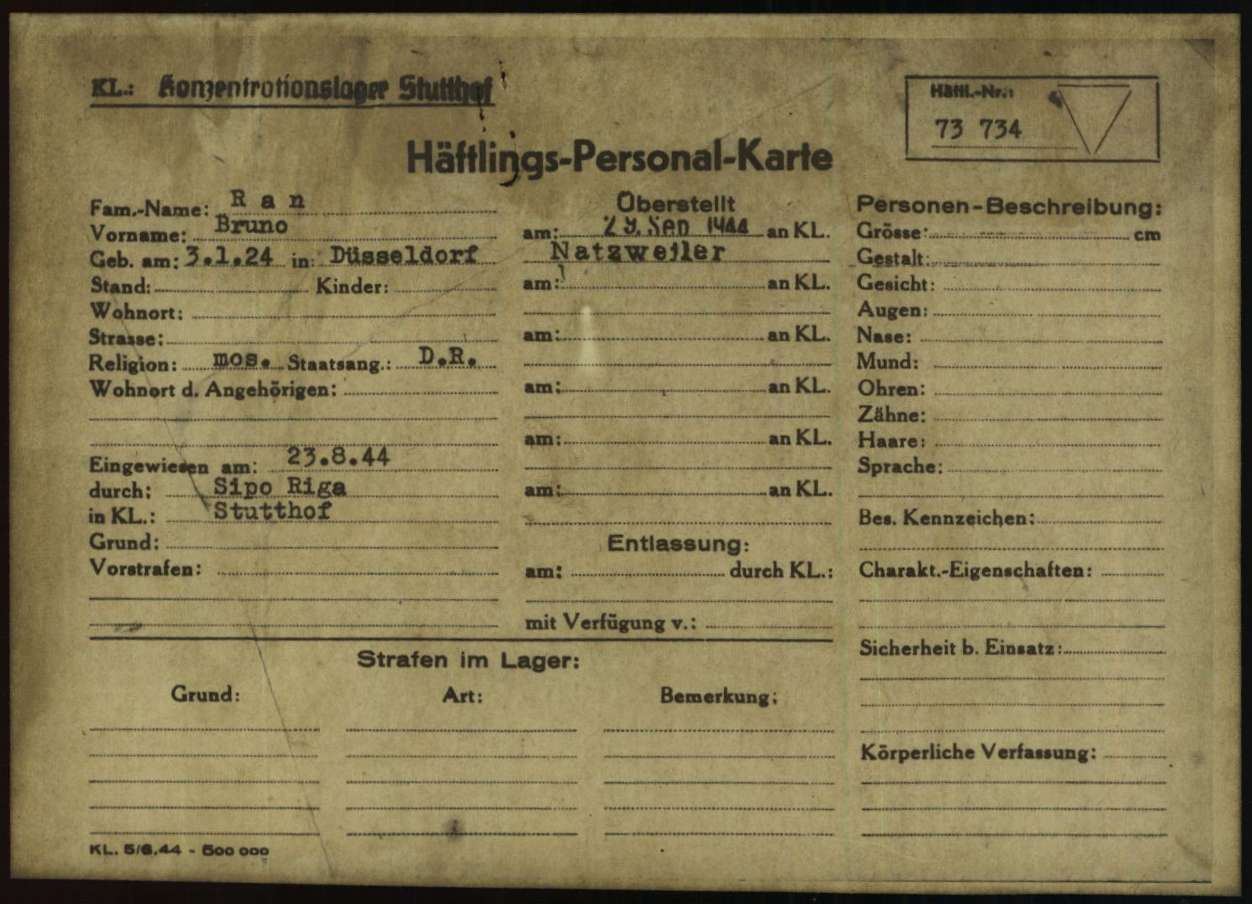 KL.: Konzentrationslager Stutthof
Häftl.-Nr.:
73 734
Häftlings-Personal-Karte
Fam.-Name: R a n
Vorname: Bruno
Geb. am: 3.1.24 in: Düsseldorf
Stand: Kinder:
Wohnort:
Strasse:
Religion: mos. Staatsang.: D.R.
Wohnort d. Angehörigen:
Eingewiesen am: 23.8.44
durch: Sipo Riga
in KL.: Stutthof
Grund:
Vorstrafen:
Überstellt
am: 29. Sep 1944 an KL.
Natzweiler
am: an KL.
am: an KL.
am: an KL.
am: an KL.
am: an KL.
Entlassung:
am: durch KL.:
mit Verfügung v.:
Personen-Beschreibung:
Grösse: cm
Gestalt:
Gesicht:
Augen:
Nase:
Mund:
Ohren:
Zähne:
Haare:
Sprache:
Bes. Kennzeichen:
Charakt.-Eigenschaften:
Sicherheit b. Einsatz:
Körperliche Verfassung:
Strafen im Lager:
Grund: Art: Bemerkung:
KL. 5/6.44 - 500 000